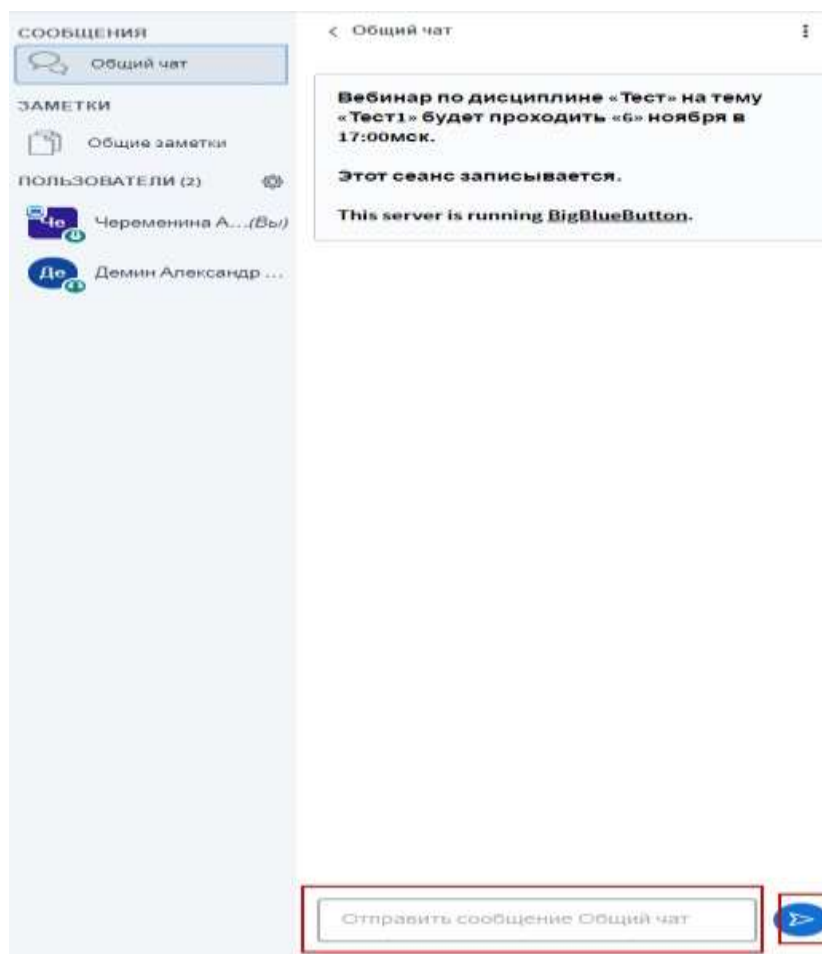 СООБЩЕНИЯ
Общий чат
ЗАМЕТКИ
Общие заметки
ПОЛЬЗОВАТЕЛИ (2)
Че
Череменина А...(Вы)
Де
Демин Александр ...
Общий чат
Вебинар по дисциплине «Тест» на тему
«Тест1» будет проходить «6» ноября в
17:00мск.
Этот сеанс записывается.
This server is running BigBlueButton.
Отправить сообщение Общий чат